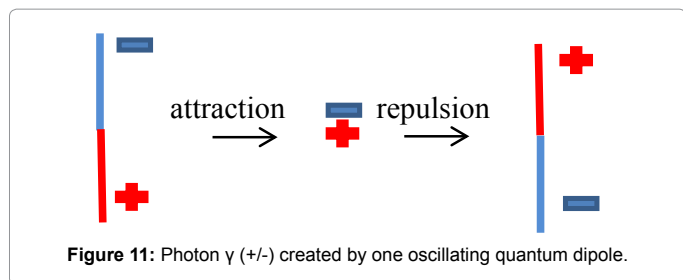 attraction
repulsion
Figure 11: Photon γ (+/-) created by one oscillating quantum dipole.